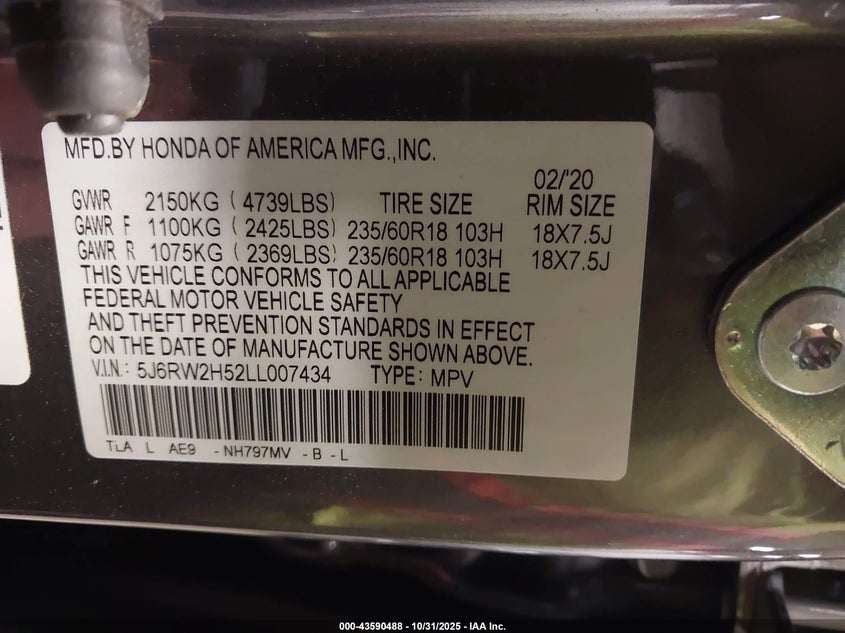 MFD.BY HONDA OF AMERICA MFG.,INC.
02/'20
GVWR 2150KG ( 4739LBS) TIRE SIZE RIM SIZE
GAWR F 1100KG ( 2425LBS) 235/60R18 103H 18X7.5J
GAWR R 1075KG ( 2369LBS) 235/60R18 103H 18X7.5J
THIS VEHICLE CONFORMS TO ALL APPLICABLE
FEDERAL MOTOR VEHICLE SAFETY
AND THEFT PREVENTION STANDARDS IN EFFECT
ON THE DATE OF MANUFACTURE SHOWN ABOVE.
V.I.N.: 5J6RW2H52LL007434 TYPE: MPV
TLA L AE9 -NH797MV -B -L
000-43590488 - 10/31/2025 - IAA Inc.